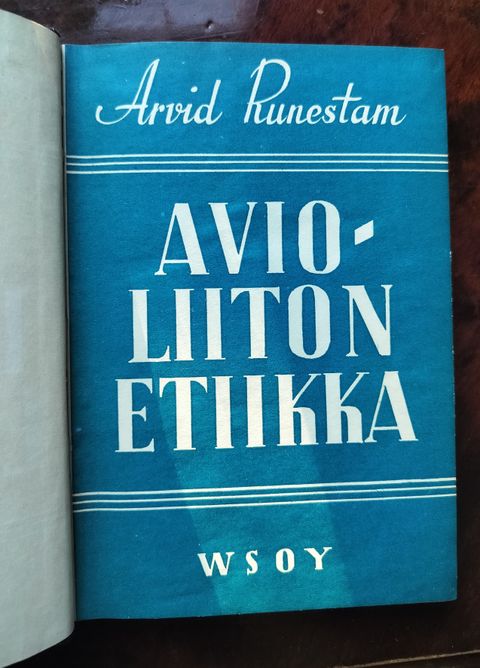 Arvid Runestam
AVIO-
LIITON
ETIIKKA
WSOY